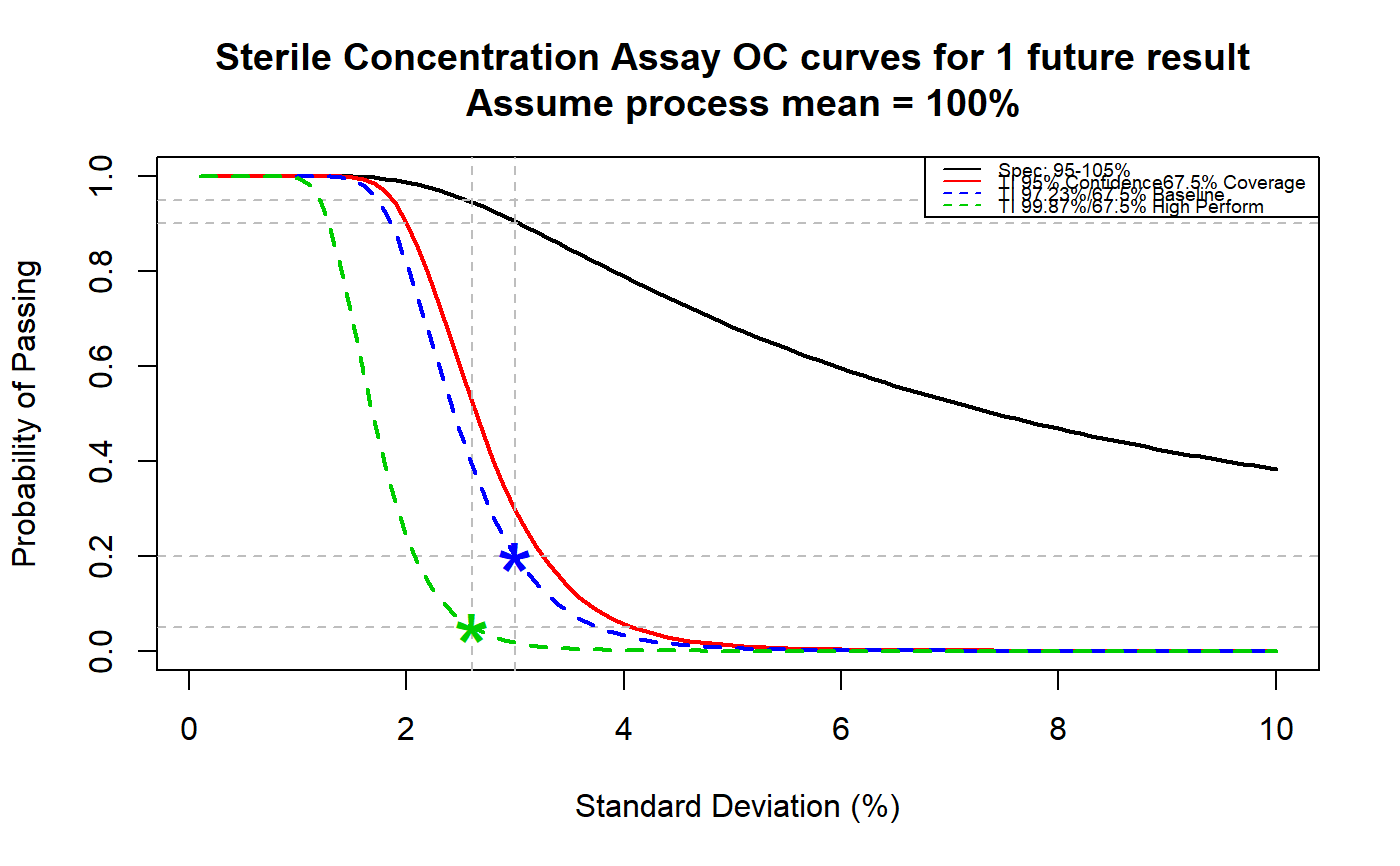 Sterile Concentration Assay OC curves for 1 future result
Assume process mean = 100%
Spec: 95-105%
TI 95% Confidence67.5% Coverage
TI 97.23%/67.5% Baseline
TI 99.87%/67.5% High Perform
Probability of Passing
1.0
0.8
0.6
0.4
0.2
0.0
0 2 4 6 8 10
Standard Deviation (%)